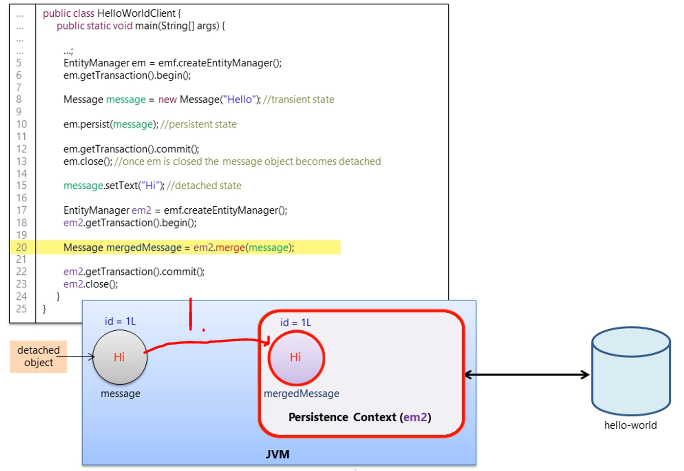 ... public class HelloWorldClient {
... public static void main(String[] args) {
...
... ...;
5 EntityManager em = emf.createEntityManager();
6 em.getTransaction().begin();
7
8 Message message = new Message("Hello"); //transient state
9
10 em.persist(message); //persistent state
11
12 em.getTransaction().commit();
13 em.close(); //once em is closed the message object becomes detached
14
15 message.setText("Hi"); //detached state
16
17 EntityManager em2 = emf.createEntityManager();
18 em2.getTransaction().begin();
19
20 Message mergedMessage = em2.merge(message);
21
22 em2.getTransaction().commit();
23 em2.close();
24 }
25 }
1.
id = 1L
id = 1L
detached
object
Hi
Hi
message
mergedMessage
Persistence Context (em2)
hello-world
JVM